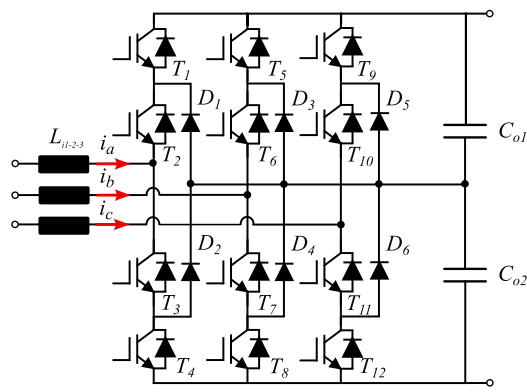 T1 T5 T9
D1 D3 D5
Co1
T2 T6 T10
Li1-2-3 ia
ib
ic
D2 D4 D6
Co2
T3 T7 T11
T4 T8 T12